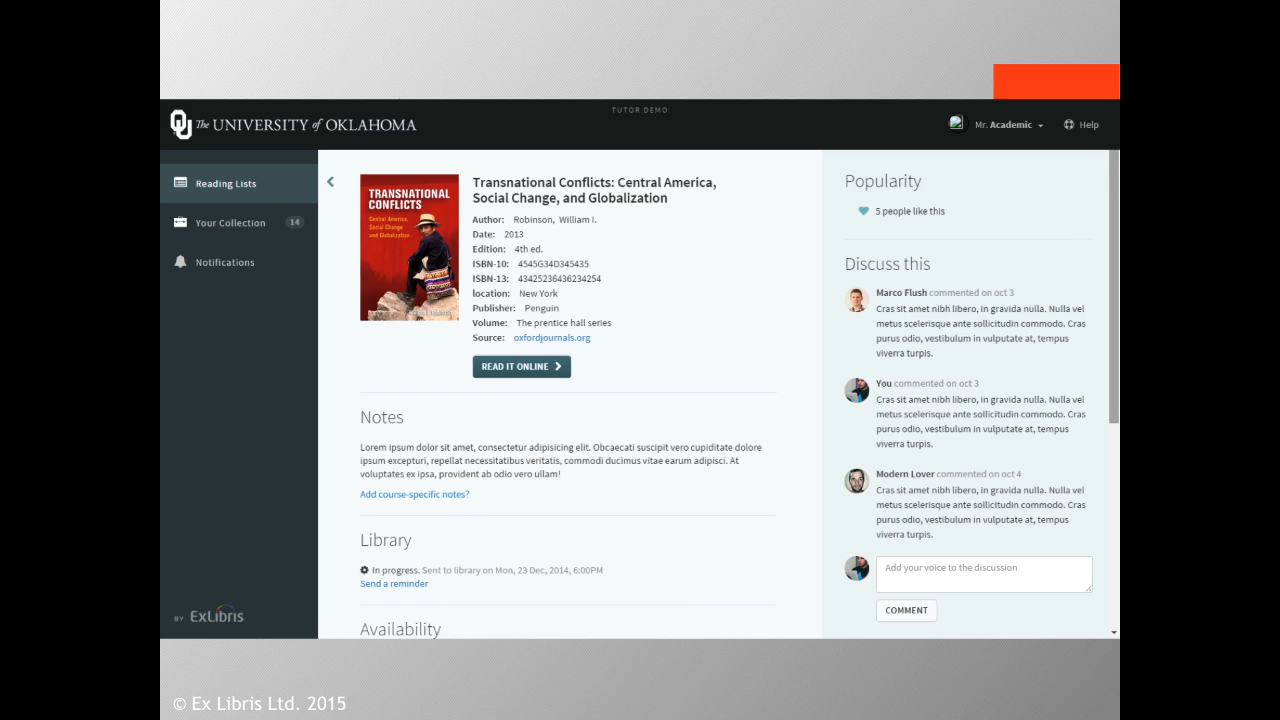 TUTOR DEMO
The UNIVERSITY of OKLAHOMA
Mr. Academic
Help
Reading Lists
Your Collection 14
Notifications
BY ExLibris
TRANSNATIONAL
CONFLICTS
Central America,
Social Change
and Globalization
Transnational Conflicts: Central America,
Social Change, and Globalization
Author: Robinson, William I.
Date: 2013
Edition: 4th ed.
ISBN-10: 4545G34D345435
ISBN-13: 43425236436234254
location: New York
Publisher: Penguin
Volume: The prentice hall series
Source: oxfordjournals.org
READ IT ONLINE
Notes
Lorem ipsum dolor sit amet, consectetur adipisicing elit. Obcaecati suscipit vero cupiditate dolore
ipsum excepturi, repellat necessitatibus veritatis, commodi ducimus vitae earum adipisci. At
voluptates ex ipsa, provident ab odio vero ullam!
Add course-specific notes?
Library
In progress. Sent to library on Mon, 23 Dec, 2014, 6:00PM
Send a reminder
Availability
Popularity
5 people like this
Discuss this
Marco Flush commented on oct 3
Cras sit amet nibh libero, in gravida nulla. Nulla vel
metus scelerisque ante sollicitudin commodo. Cras
purus odio, vestibulum in vulputate at, tempus
viverra turpis.
You commented on oct 3
Cras sit amet nibh libero, in gravida nulla. Nulla vel
metus scelerisque ante sollicitudin commodo. Cras
purus odio, vestibulum in vulputate at, tempus
viverra turpis.
Modern Lover commented on oct 4
Cras sit amet nibh libero, in gravida nulla. Nulla vel
metus scelerisque ante sollicitudin commodo. Cras
purus odio, vestibulum in vulputate at, tempus
viverra turpis.
Add your voice to the discussion
COMMENT
© Ex Libris Ltd. 2015